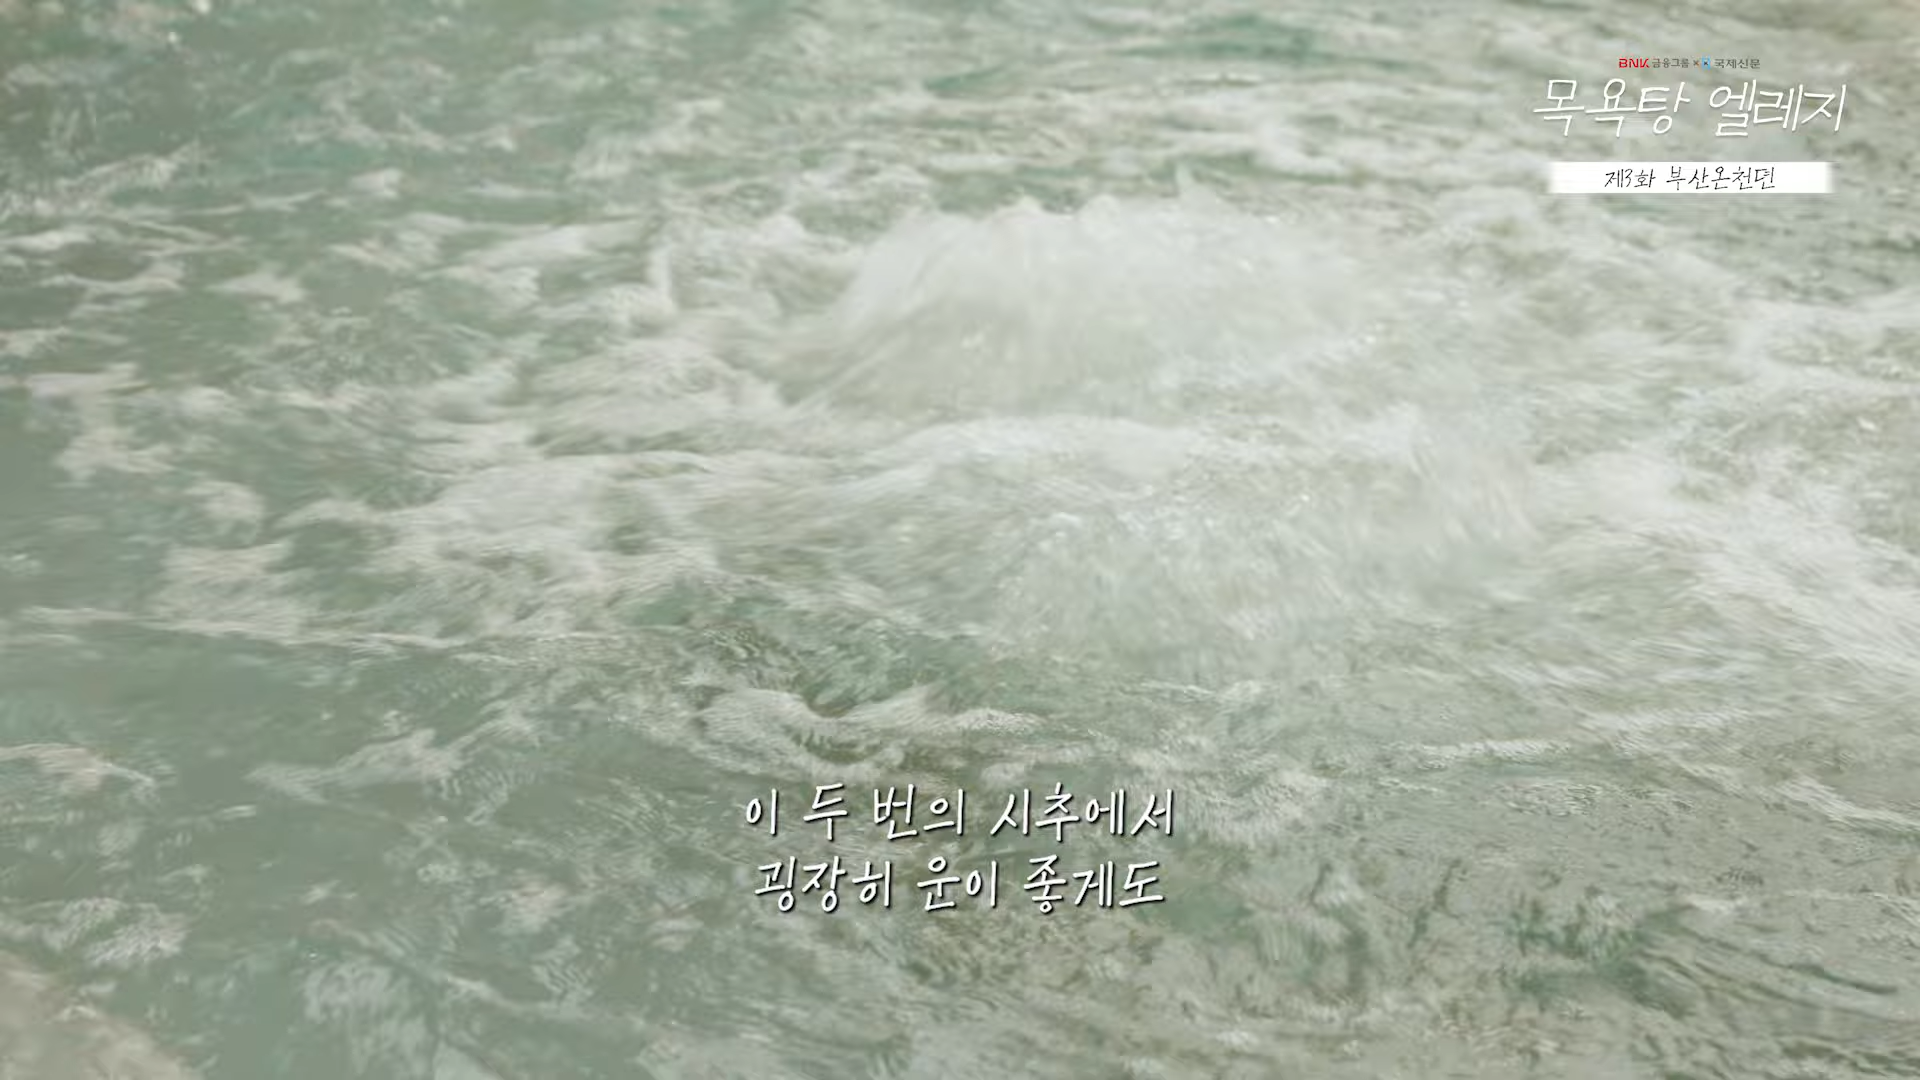 BNK 금융그룹 × 국제신문
목욕탕 엘레지
제3화 부산온천뎐
이 두 번의 시추에서
굉장히 운이 좋게도